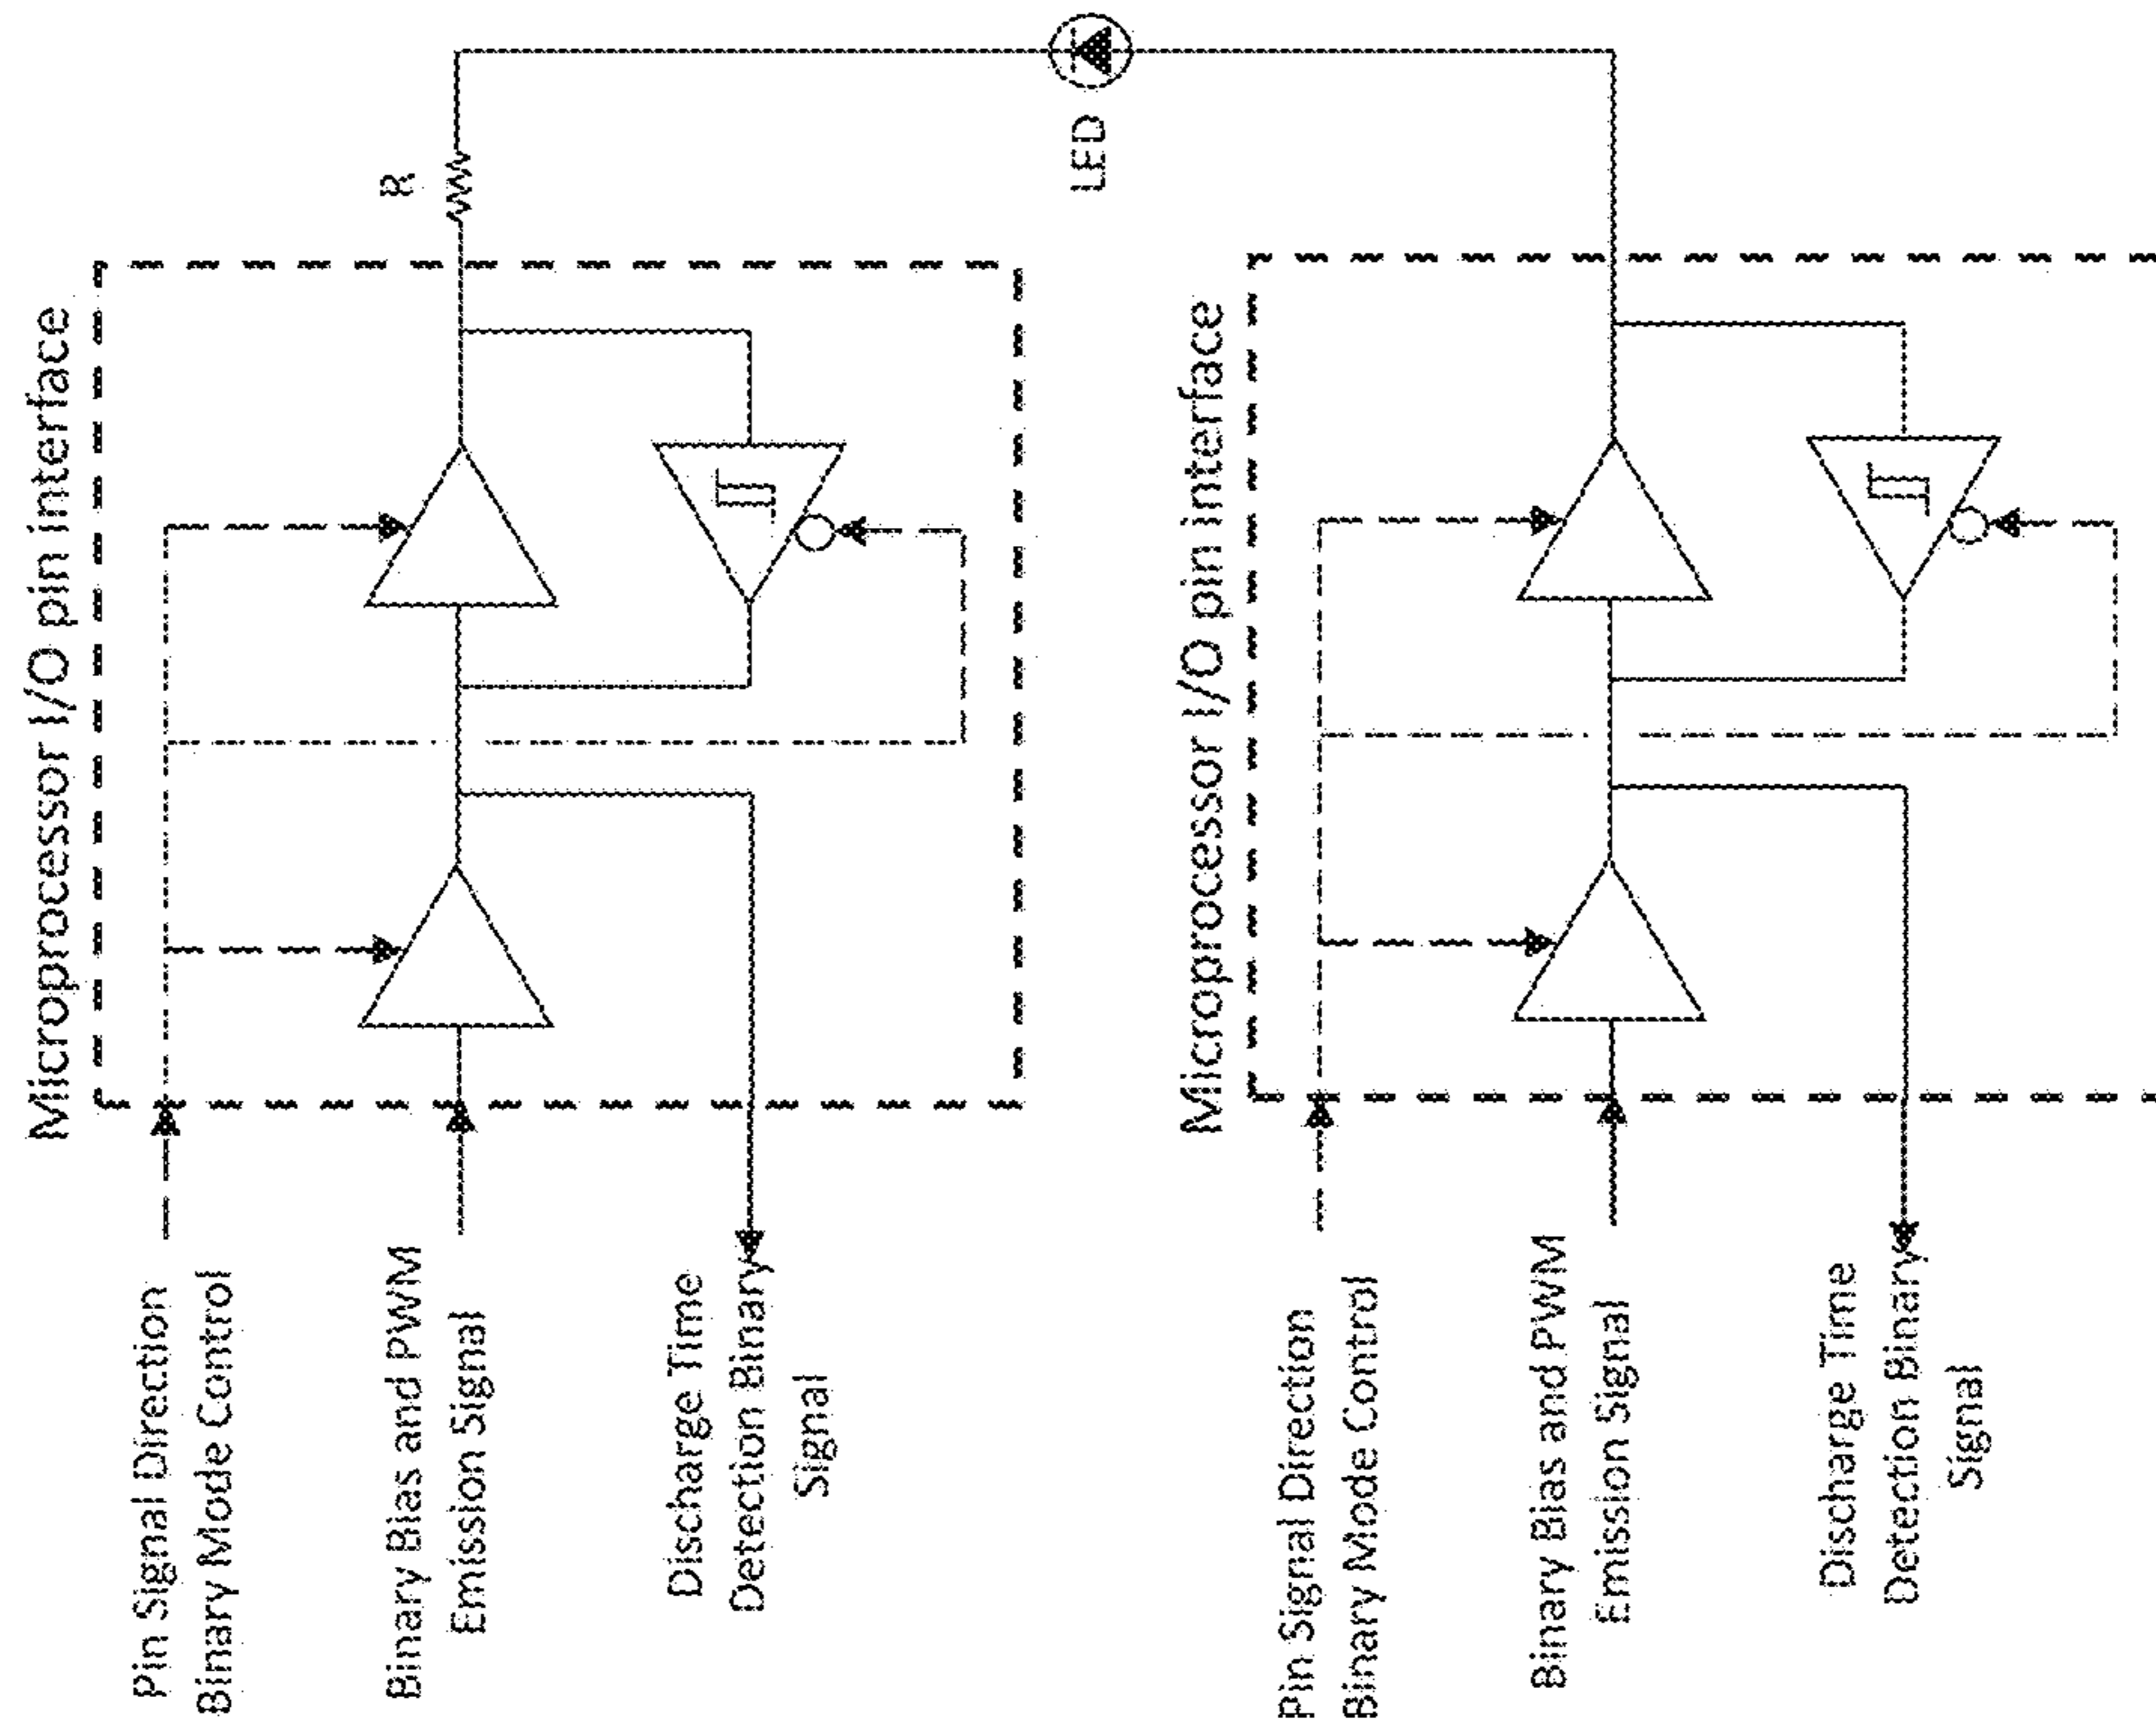 Microprocessor I/O pin interface
Pin Signal Direction
Binary Mode Control
Binary Bias and PWM
Emission Signal
Discharge Time
Detection Binary
Signal
R
LED
Microprocessor I/O pin interface
Pin Signal Direction
Binary Mode Control
Binary Bias and PWM
Emission Signal
Discharge Time
Detection Binary
Signal